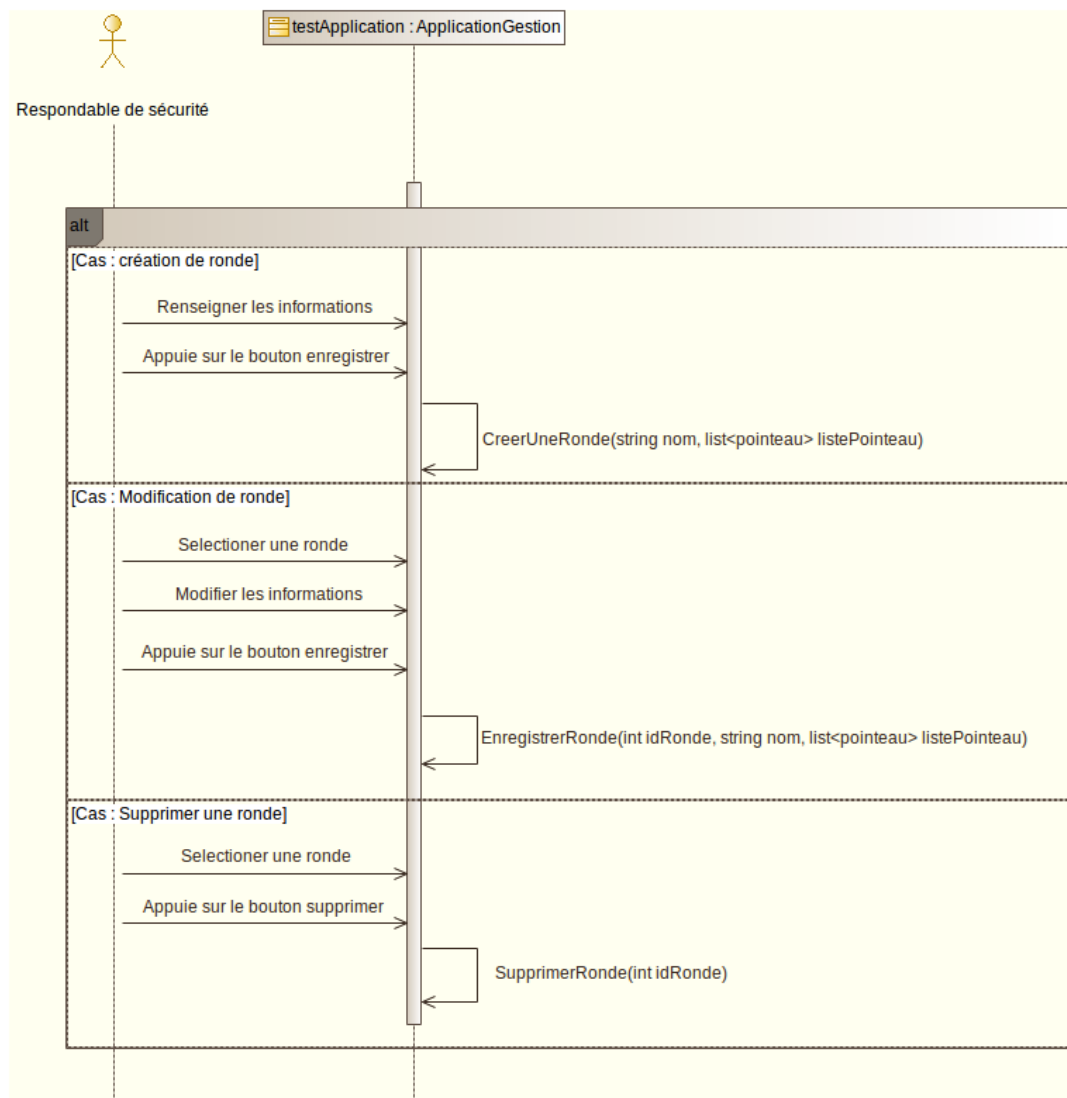 testApplication : ApplicationGestion
Respondable de sécurité
alt
[Cas : création de ronde]
Renseigner les informations
Appuie sur le bouton enregistrer
CreerUneRonde(string nom, list<pointeau> listePointeau)
[Cas : Modification de ronde]
Selectioner une ronde
Modifier les informations
Appuie sur le bouton enregistrer
EnregistrerRonde(int idRonde, string nom, list<pointeau> listePointeau)
[Cas : Supprimer une ronde]
Selectioner une ronde
Appuie sur le bouton supprimer
SupprimerRonde(int idRonde)